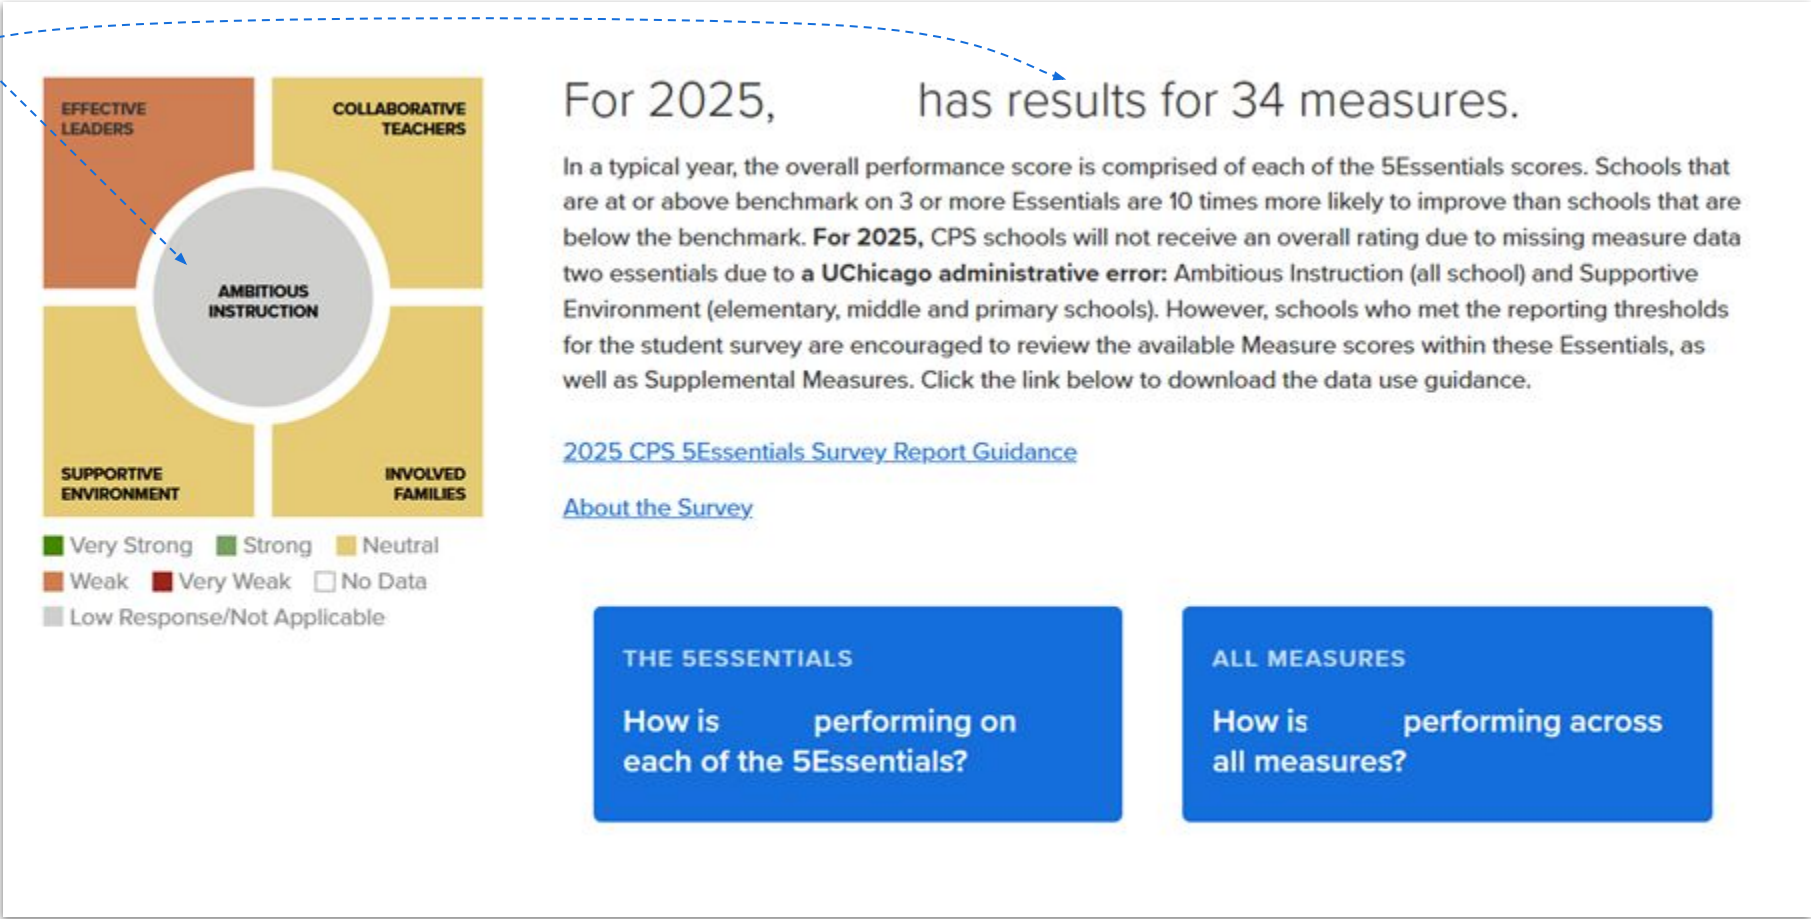 EFFECTIVE
LEADERS
COLLABORATIVE
TEACHERS
AMBITIOUS
INSTRUCTION
SUPPORTIVE
ENVIRONMENT
INVOLVED
FAMILIES
Very Strong Strong Neutral
Weak Very Weak No Data
Low Response/Not Applicable
For 2025, has results for 34 measures.
In a typical year, the overall performance score is comprised of each of the 5Essentials scores. Schools that
are at or above benchmark on 3 or more Essentials are 10 times more likely to improve than schools that are
below the benchmark. For 2025, CPS schools will not receive an overall rating due to missing measure data
two essentials due to a UChicago administrative error: Ambitious Instruction (all school) and Supportive
Environment (elementary, middle and primary schools). However, schools who met the reporting thresholds
for the student survey are encouraged to review the available Measure scores within these Essentials, as
well as Supplemental Measures. Click the link below to download the data use guidance.
2025 CPS 5Essentials Survey Report Guidance
About the Survey
THE 5ESSENTIALS
How is performing on
each of the 5Essentials?
ALL MEASURES
How is performing across
all measures?